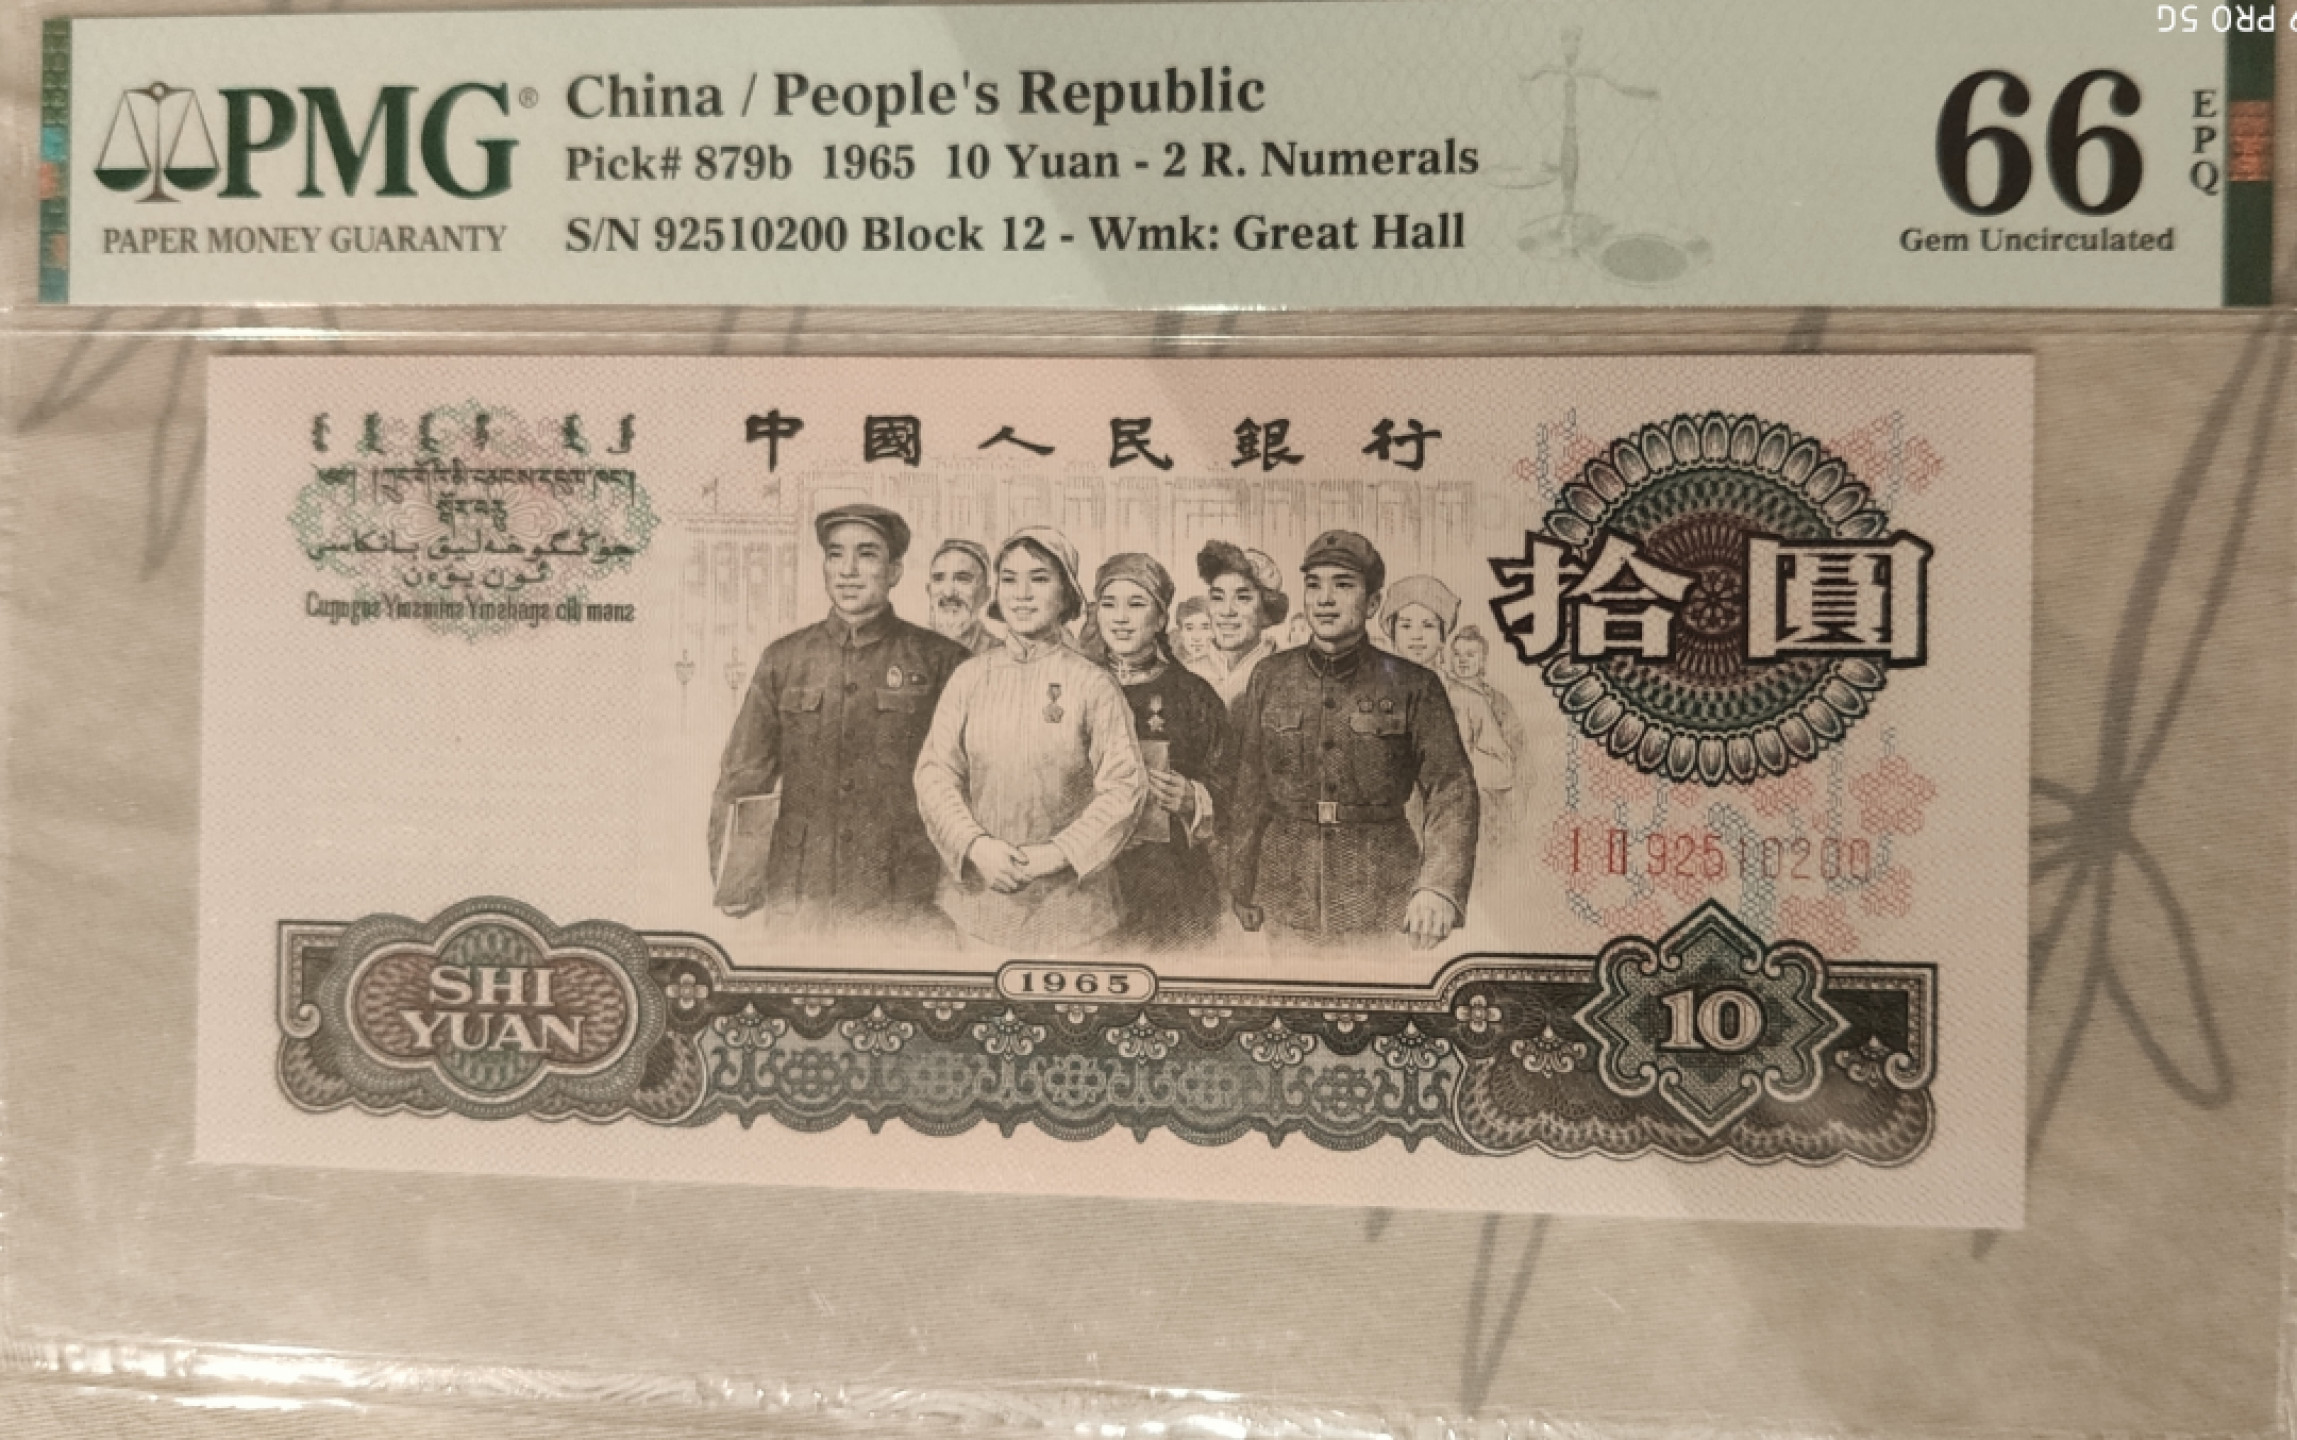 PMG®
PAPER MONEY GUARANTY
China / People's Republic
Pick# 879b 1965 10 Yuan - 2 R. Numerals
S/N 92510200 Block 12 - Wmk: Great Hall
66
EPQ
Gem Uncirculated
PRO 5G
中國人民銀行
拾圓
I II 92510200
SHI
YUAN
1965
10